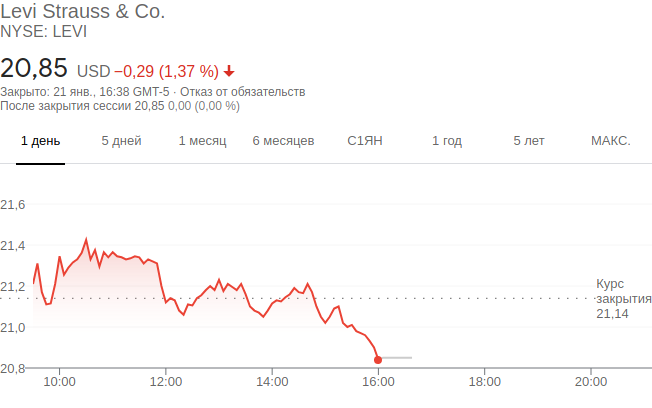 Levi Strauss & Co.
NYSE: LEVI
20,85 USD −0,29 (1,37 %)
Закрыто: 21 янв., 16:38 GMT-5 · Отказ от обязательств
После закрытия сессии 20,85 0,00 (0,00 %)
1 день 5 дней 1 месяц 6 месяцев С1ЯН 1 год 5 лет МАКС.
21,6
21,4
21,2
21,0
20,8
Курс
закрытия
21,14
10:00 12:00 14:00 16:00 18:00 20:00